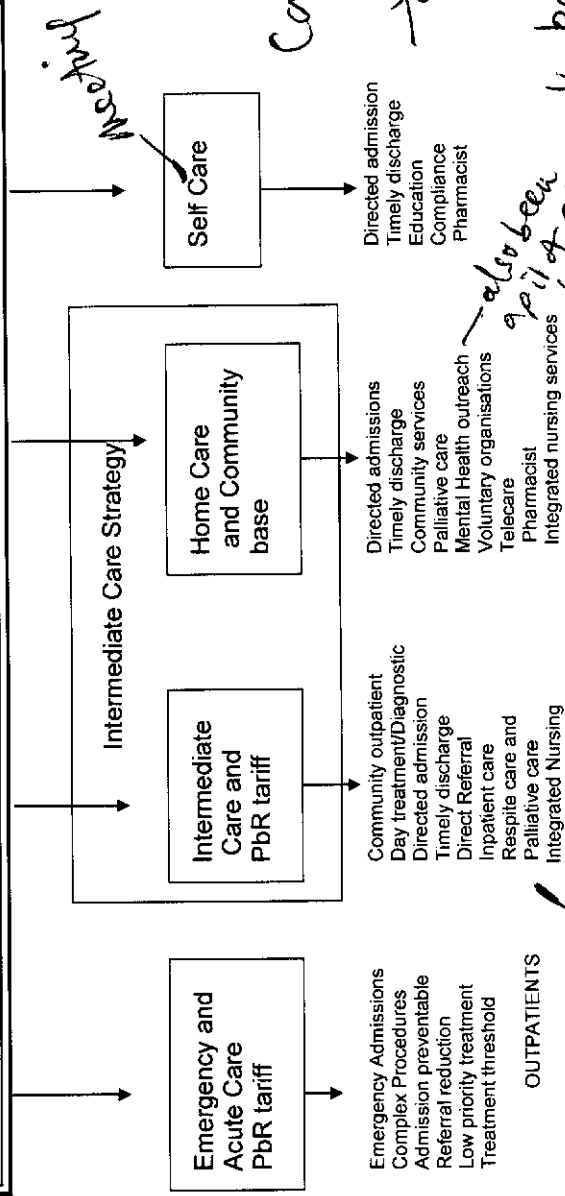 Intermediate Care Strategy
Emergency and
Acute Care
PbR tariff
Emergency Admissions
Complex Procedures
Admission preventable
Referral reduction
Low priority treatment
Treatment threshold
OUTPATIENTS
Intermediate
Care and
PbR tariff
Community outpatient
Day treatment/Diagnostic
Directed admission
Timely discharge
Direct Referral
Inpatient care
Respite care and
Palliative care
Integrated Nursing
Home Care
and Community
base
Directed admissions
Timely discharge
Community services
Palliative care
Mental Health outreach
Voluntary organisations
Telecare
Pharmacist
Integrated nursing services
also been
Self Care
Directed admission
Timely discharge
Education
Compliance
Pharmacist